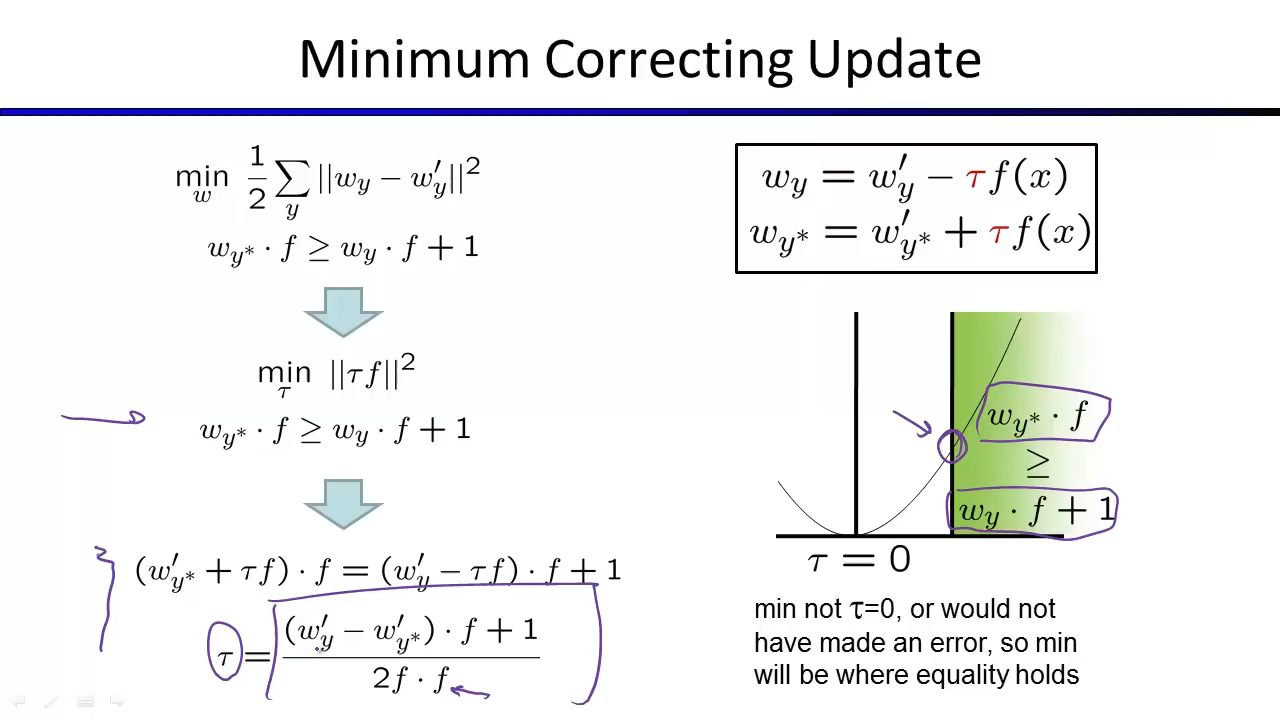 Minimum Correcting Update
min_w 1/2 ∑_y ||w_y − w′_y||²
w_{y*} · f ≥ w_y · f + 1
min_τ ||τf||²
w_{y*} · f ≥ w_y · f + 1
(w′_{y*} + τf) · f = (w′_y − τf) · f + 1
τ = (w′_y − w′_{y*}) · f + 1
2f · f
w_y = w′_y − τf(x)
w_{y*} = w′_{y*} + τf(x)
w_{y*} · f
≥
w_y · f + 1
τ = 0
min not τ=0, or would not
have made an error, so min
will be where equality holds